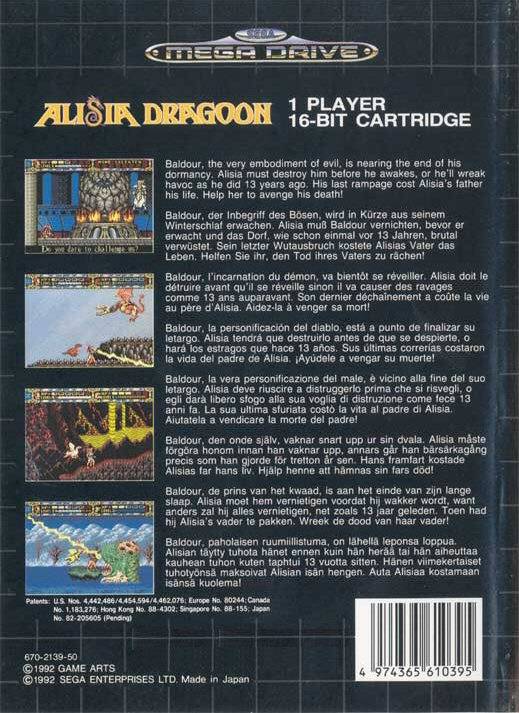 SEGA
MEGA DRIVE
ALISIA DRAGOON
1 PLAYER
16-BIT CARTRIDGE
Baldour, the very embodiment of evil, is nearing the end of his
dormancy. Alisia must destroy him before he awakes, or he'll wreak
havoc as he did 13 years ago. His last rampage cost Alisia's father
his life. Help her to avenge his death!
Baldour, der Inbegriff des Bösen, wird in Kürze aus seinem
Winterschlaf erwachen. Alisia muß Baldour vernichten, bevor er
erwacht und das Dorf, wie schon einmal vor 13 Jahren, brutal
verwüstet. Sein letzter Wutausbruch kostete Alisias Vater das
Leben. Helfen Sie ihr, den Tod ihres Vaters zu rächen!
Baldour, l'incarnation du démon, va bientôt se réveiller. Alisia doit le
détruire avant qu'il se réveille sinon il va causer des ravages
comme 13 ans auparavant. Son dernier déchaînement a coûte la vie
au père d'Alisia. Aidez-la à venger sa mort!
Baldour, la personificación del diablo, está a punto de finalizar su
letargo. Alisia tendrá que destruirlo antes de que se despierte, o
hará los estragos que hace 13 años. Sus últimas correrías costaron
la vida del padre de Alisia. ¡Ayúdele a vengar su muerte!
Baldour, la vera personificazione del male, è vicino alla fine del suo
letargo. Alisia deve riuscire a distruggerlo prima che si risvegli, o
egli darà libero sfogo alla sua voglia di distruzione come fece 13
anni fa. La sua ultima sfuriata costò la vita al padre di Alisia.
Aiutatela a vendicare la morte del padre!
Baldour, den onde själv, vaknar snart upp ur sin dvala. Alisia måste
förgöra honom innan han vaknar upp, annars går han bärsärkagång
precis som han gjorde för tretton år sen. Hans framfart kostade
Alisias far hans liv. Hjälp henne att hämnas sin fars död!
Baldour, de prins van het kwaad, is aan het einde van zijn lange
slaap. Alisia moet hem vernietigen voordat hij wakker wordt, want
anders zal hij alles vernietigen, net zoals 13 jaar geleden. Toen had
hij Alisia's vader te pakken. Wreek de dood van haar vader!
Baldour, paholaisen ruumiillistuma, on lähellä leponsa loppua.
Alisian täytty tuhota hänet ennen kuin hän herää tai hän aiheuttaa
kauhean tuhon kuten taphtui 13 vuotta sitten. Hänen viimekertaiset
tuhotyönsä maksoivat Alisian isän hengen. Auta Alisiaa kostamaan
isänsä kuolema!
Do you dare to challenge me?
Patents: U.S. Nos. 4,442,486/4,454,594/4,462,076; Europe No. 80244; Canada
No. 1,183,276; Hong Kong No. 88-4302; Singapore No. 88-155; Japan
No. 82-205605 (Pending)
670-2139-50
©1992 GAME ARTS
©1992 SEGA ENTERPRISES LTD. Made in Japan
4 974365 610395